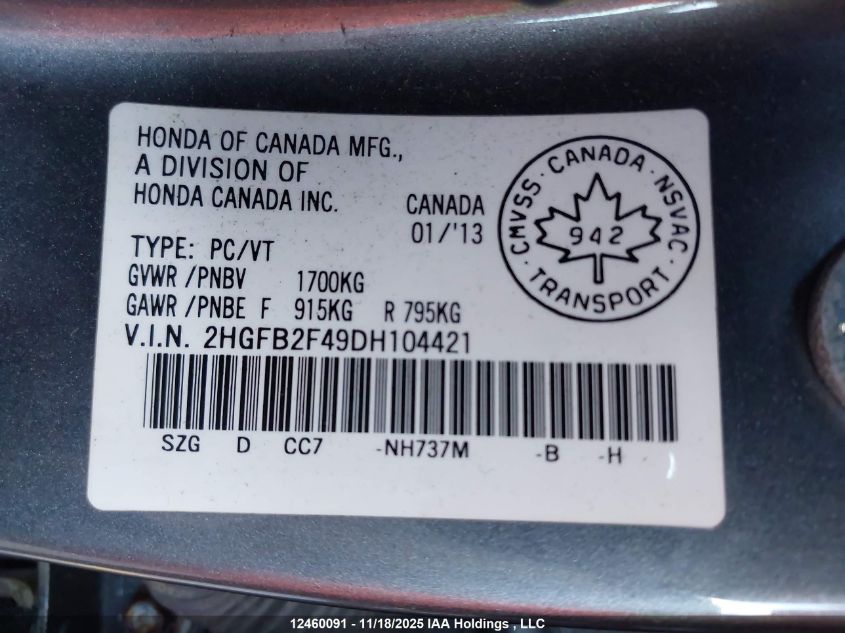 HONDA OF CANADA MFG.,
A DIVISION OF
HONDA CANADA INC.
CANADA
01/'13
TYPE: PC/VT
GVWR /PNBV 1700KG
GAWR /PNBE F 915KG R 795KG
V.I.N. 2HGFB2F49DH104421
SZG D CC7 -NH737M -B -H
CMVSS · CANADA · NSVAC · TRANSPORT ·
942
12460091 - 11/18/2025 IAA Holdings , LLC